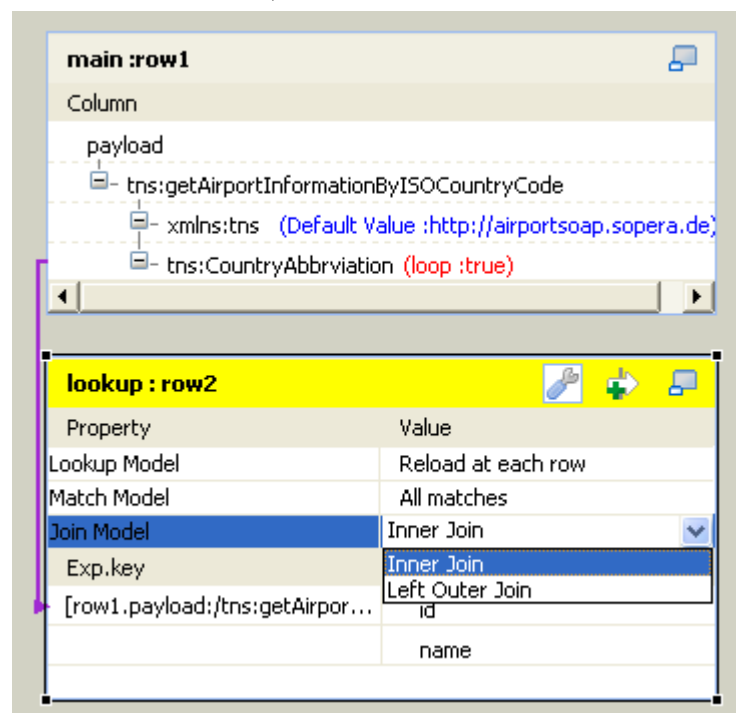 main :row1
Column
payload
tns:getAirportInformationByISOCountryCode
xmlns:tns (Default Value :http://airportsoap.sopera.de)
tns:CountryAbbrviation (loop :true)
lookup : row2
Property Value
Lookup Model Reload at each row
Match Model All matches
Join Model Inner Join
Exp.key Inner Join
Left Outer Join
[row1.payload:/tns:getAirpor... id
name